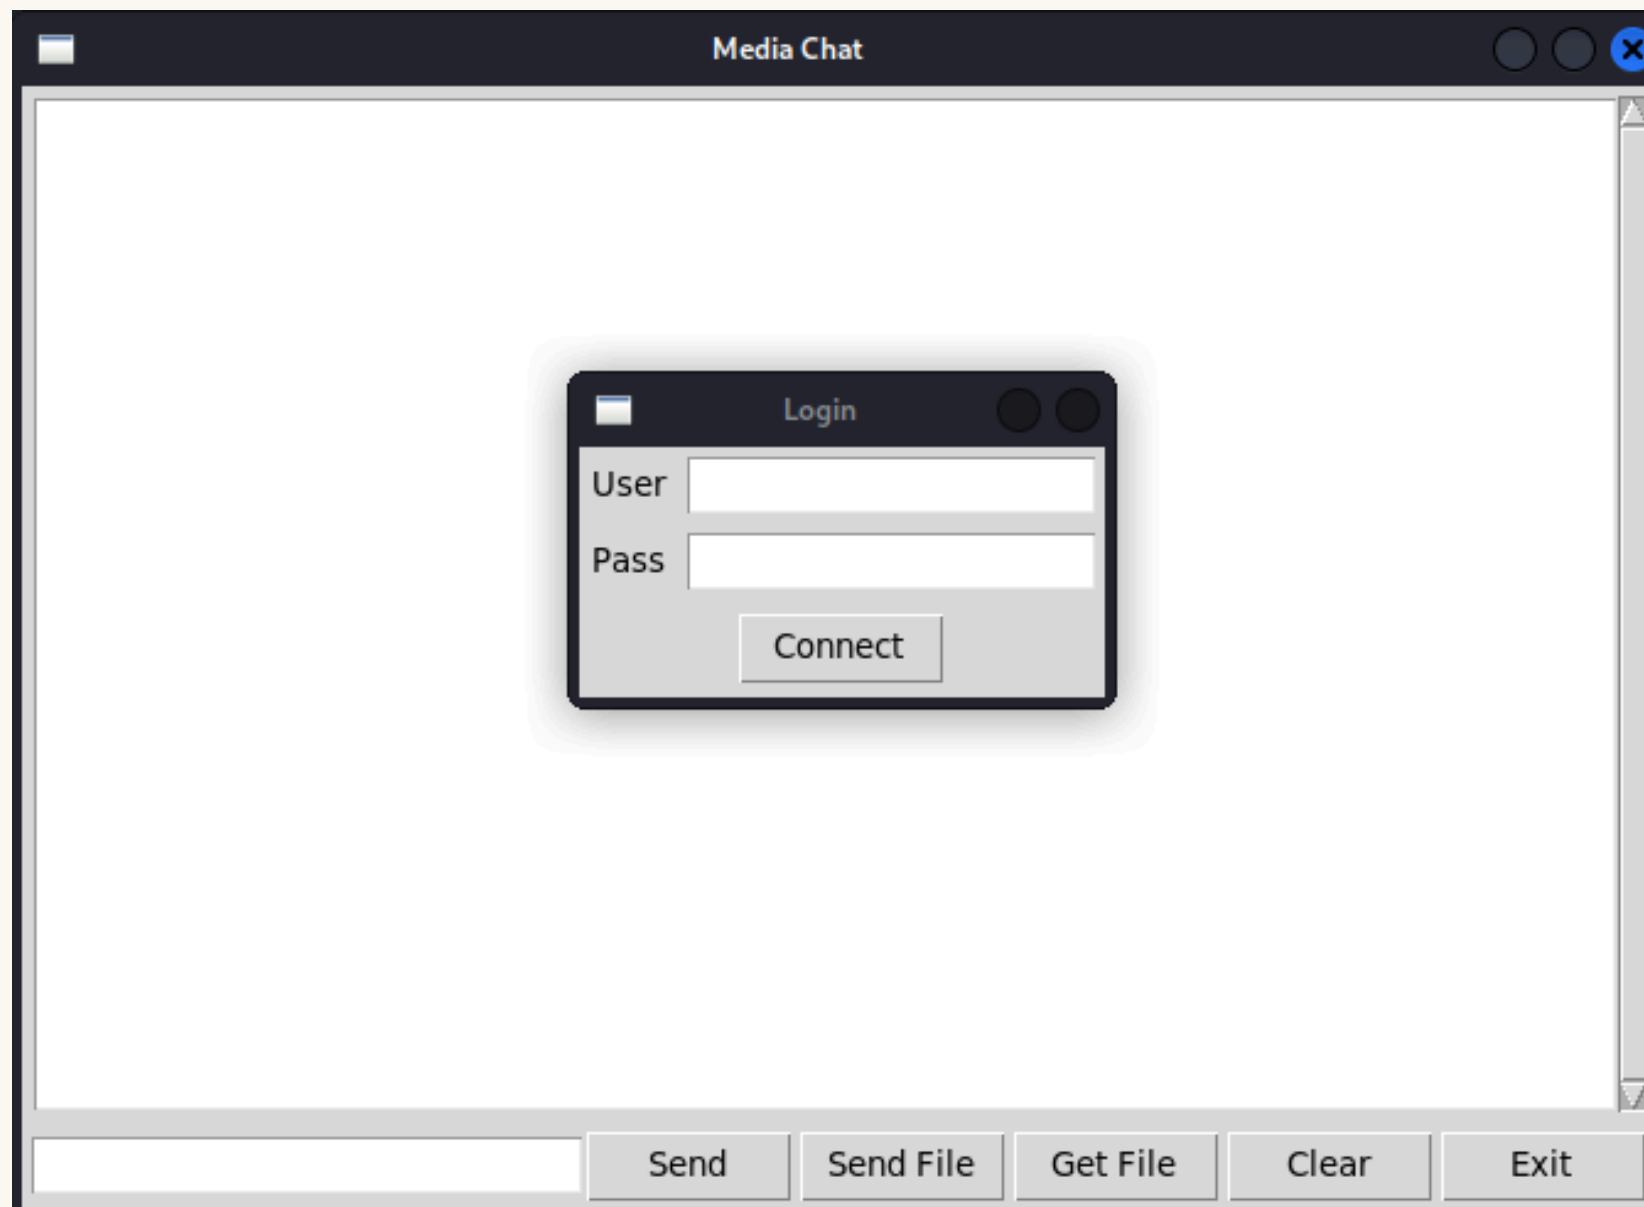 Media Chat
Login
User
Pass
Connect
Send Send File Get File Clear Exit